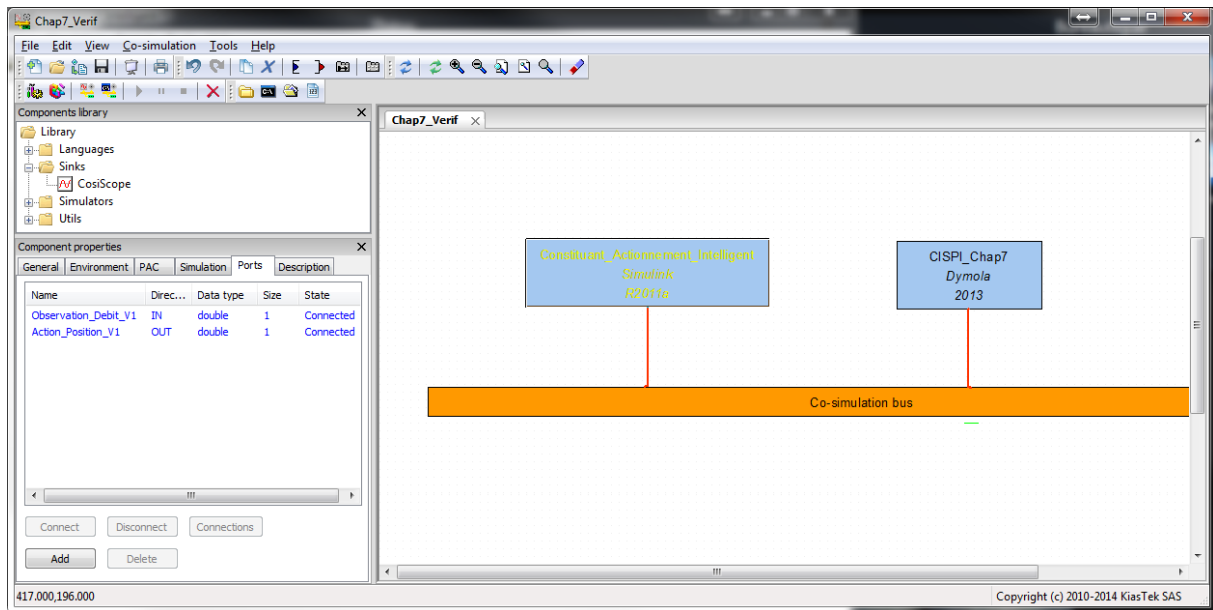 Chap7_Verif
File Edit View Co-simulation Tools Help
Components library
Library
Languages
Sinks
CosiScope
Simulators
Utils
Component properties
General Environment PAC Simulation Ports Description
Name Direc... Data type Size State
Observation_Debit_V1 IN double 1 Connected
Action_Position_V1 OUT double 1 Connected
Connect Disconnect Connections
Add Delete
Chap7_Verif
Constituant_Actionnement_Intelligent
Simulink
R2011a
CISPI_Chap7
Dymola
2013
Co-simulation bus
417.000,196.000
Copyright (c) 2010-2014 KiasTek SAS